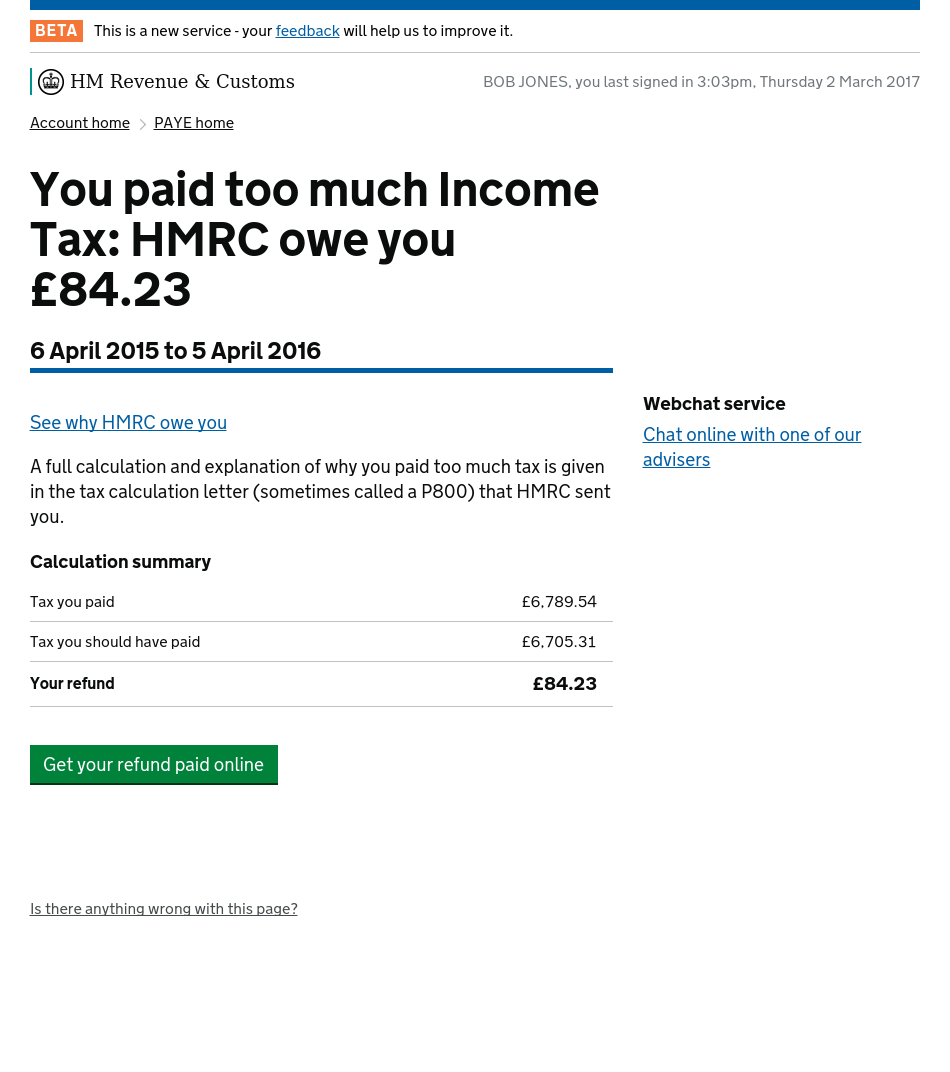 BETA This is a new service - your feedback will help us to improve it.
HM Revenue & Customs
BOB JONES, you last signed in 3:03pm, Thursday 2 March 2017
Account home > PAYE home
You paid too much Income
Tax: HMRC owe you
£84.23
6 April 2015 to 5 April 2016
See why HMRC owe you
A full calculation and explanation of why you paid too much tax is given
in the tax calculation letter (sometimes called a P800) that HMRC sent
you.
Calculation summary
Tax you paid £6,789.54
Tax you should have paid £6,705.31
Your refund £84.23
Get your refund paid online
Webchat service
Chat online with one of our
advisers
Is there anything wrong with this page?